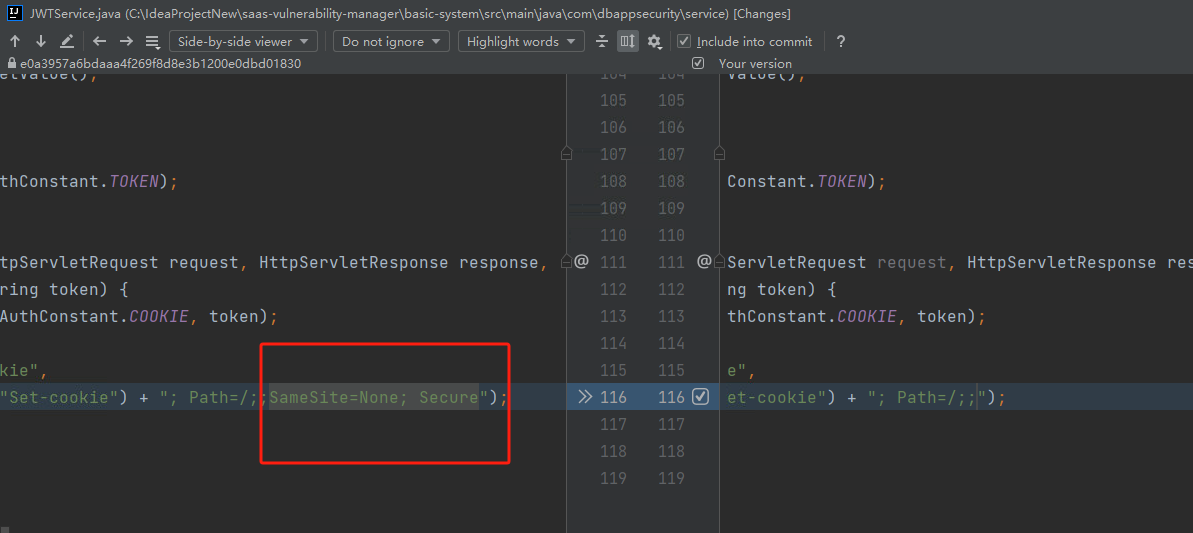 JWTService.java (C:\IdeaProjectNew\saas-vulnerability-manager\basic-system\src\main\java\com\dbappsecurity\service) [Changes]
Side-by-side viewer Do not ignore Highlight words Include into commit ?
e0a3957a6bdaaa4f269f8d8e3b1200e0dbd01830 Your version
etValue(); 104 104 Value();
105 105
106 106
107 107
thConstant.TOKEN); 108 108 Constant.TOKEN);
109 109
110 110
tpServletRequest request, HttpServletResponse response, @ 111 111 @ ServletRequest request, HttpServletResponse res
ring token) { 112 112 ng token) {
AuthConstant.COOKIE, token); 113 113 thConstant.COOKIE, token);
114 114
kie", 115 115 e",
"Set-cookie") + "; Path=/;;SameSite=None; Secure"); 116 116 et-cookie") + "; Path=/;;");
117 117
118 118
119 119